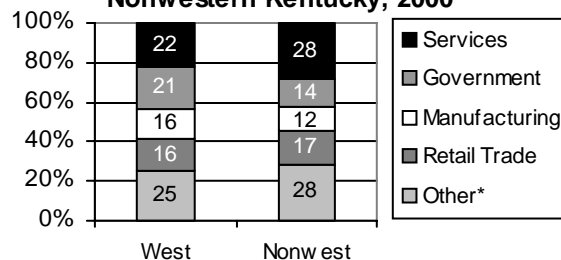 Nonwestern Kentucky, 2000
100%
80%
60%
40%
20%
0%
22
21
16
16
25
28
14
12
17
28
West
Nonwest
Services
Government
Manufacturing
Retail Trade
Other*